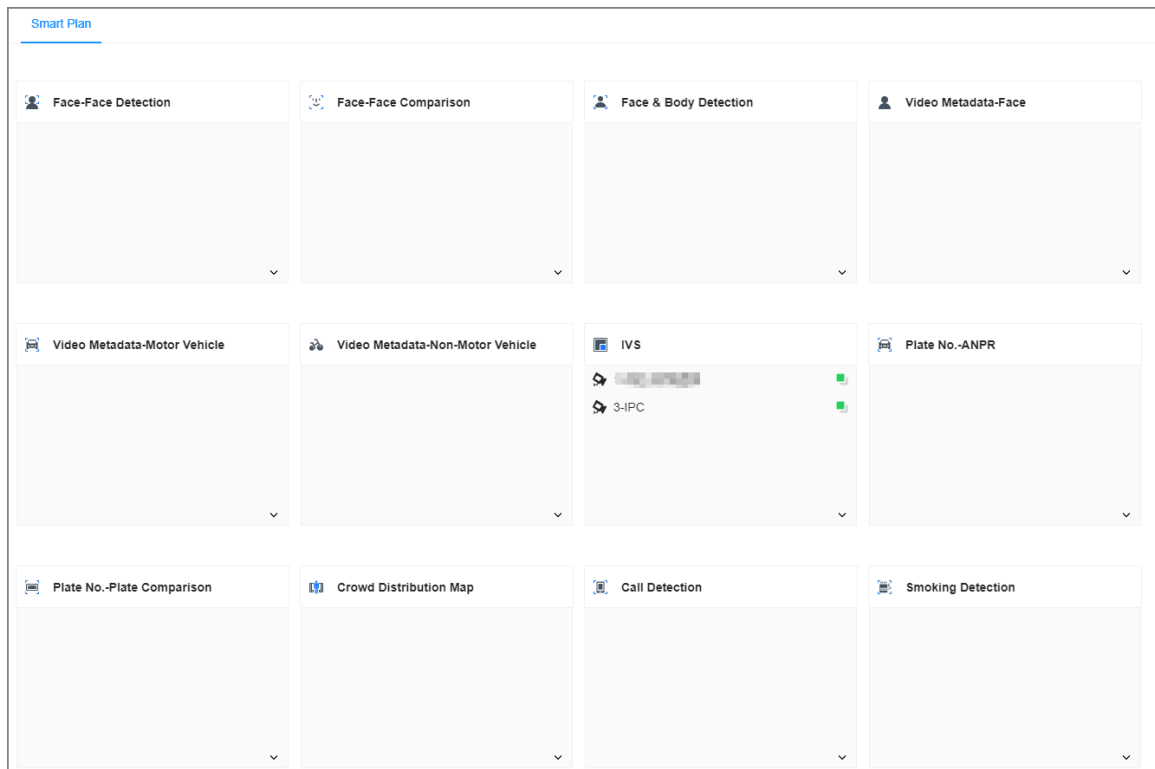 Smart Plan
Face-Face Detection
Face-Face Comparison
Face & Body Detection
Video Metadata-Face
Video Metadata-Motor Vehicle
Video Metadata-Non-Motor Vehicle
IVS
Plate No.-ANPR
3-IPC
Plate No.-Plate Comparison
Crowd Distribution Map
Call Detection
Smoking Detection